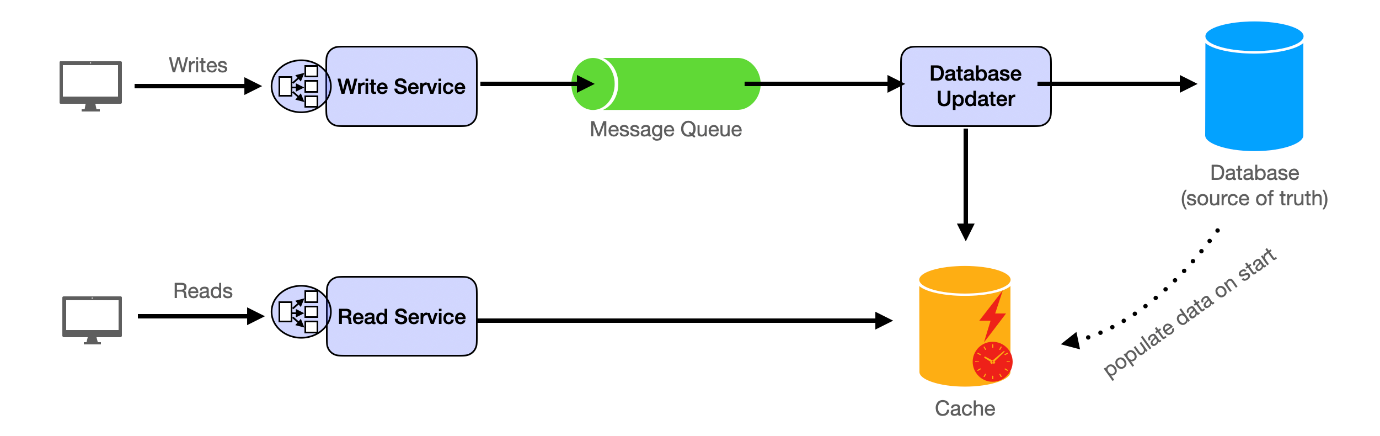 Writes
Write Service
Message Queue
Database
Updater
Database
(source of truth)
Reads
Read Service
populate data on start
Cache